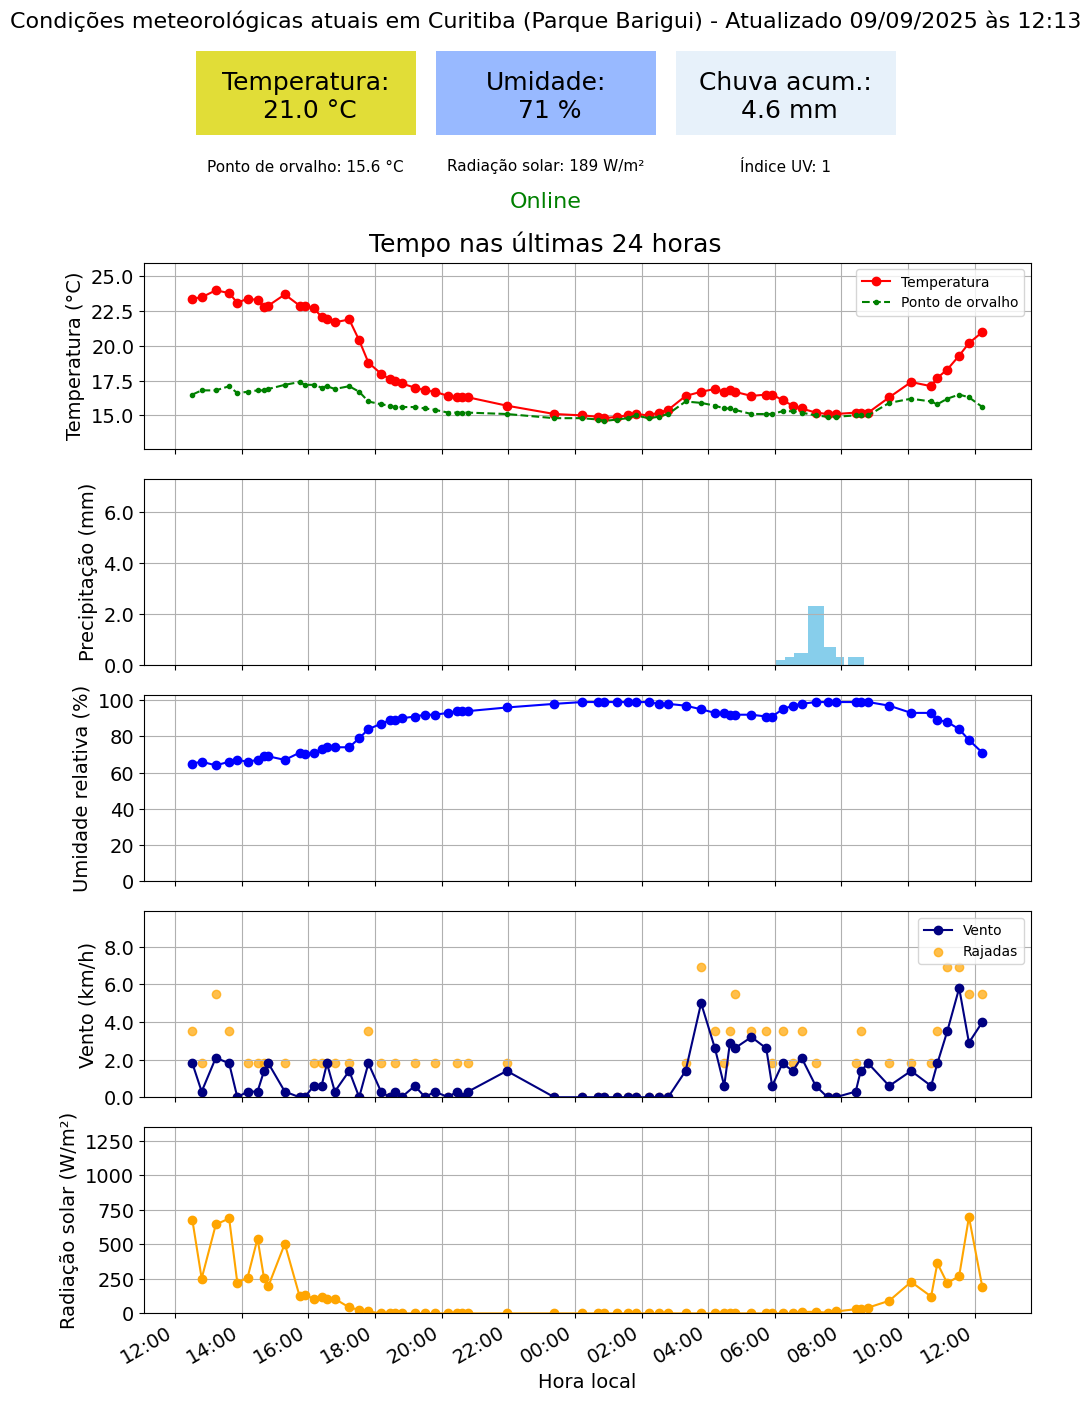 Condições meteorológicas atuais em Curitiba (Parque Barigui) - Atualizado 09/09/2025 às 12:13
Temperatura:
21.0 °C
Umidade:
71 %
Chuva acum.:
4.6 mm
Ponto de orvalho: 15.6 °C
Radiação solar: 189 W/m²
Índice UV: 1
Online
Tempo nas últimas 24 horas
Temperatura (°C)
25.0
22.5
20.0
17.5
15.0
Temperatura
Ponto de orvalho
Precipitação (mm)
6.0
4.0
2.0
0.0
Umidade relativa (%)
100
80
60
40
20
0
Vento (km/h)
8.0
6.0
4.0
2.0
0.0
Vento
Rajadas
Radiação solar (W/m²)
1250
1000
750
500
250
0
12:00
14:00
16:00
18:00
20:00
22:00
00:00
02:00
04:00
06:00
08:00
10:00
12:00
Hora local